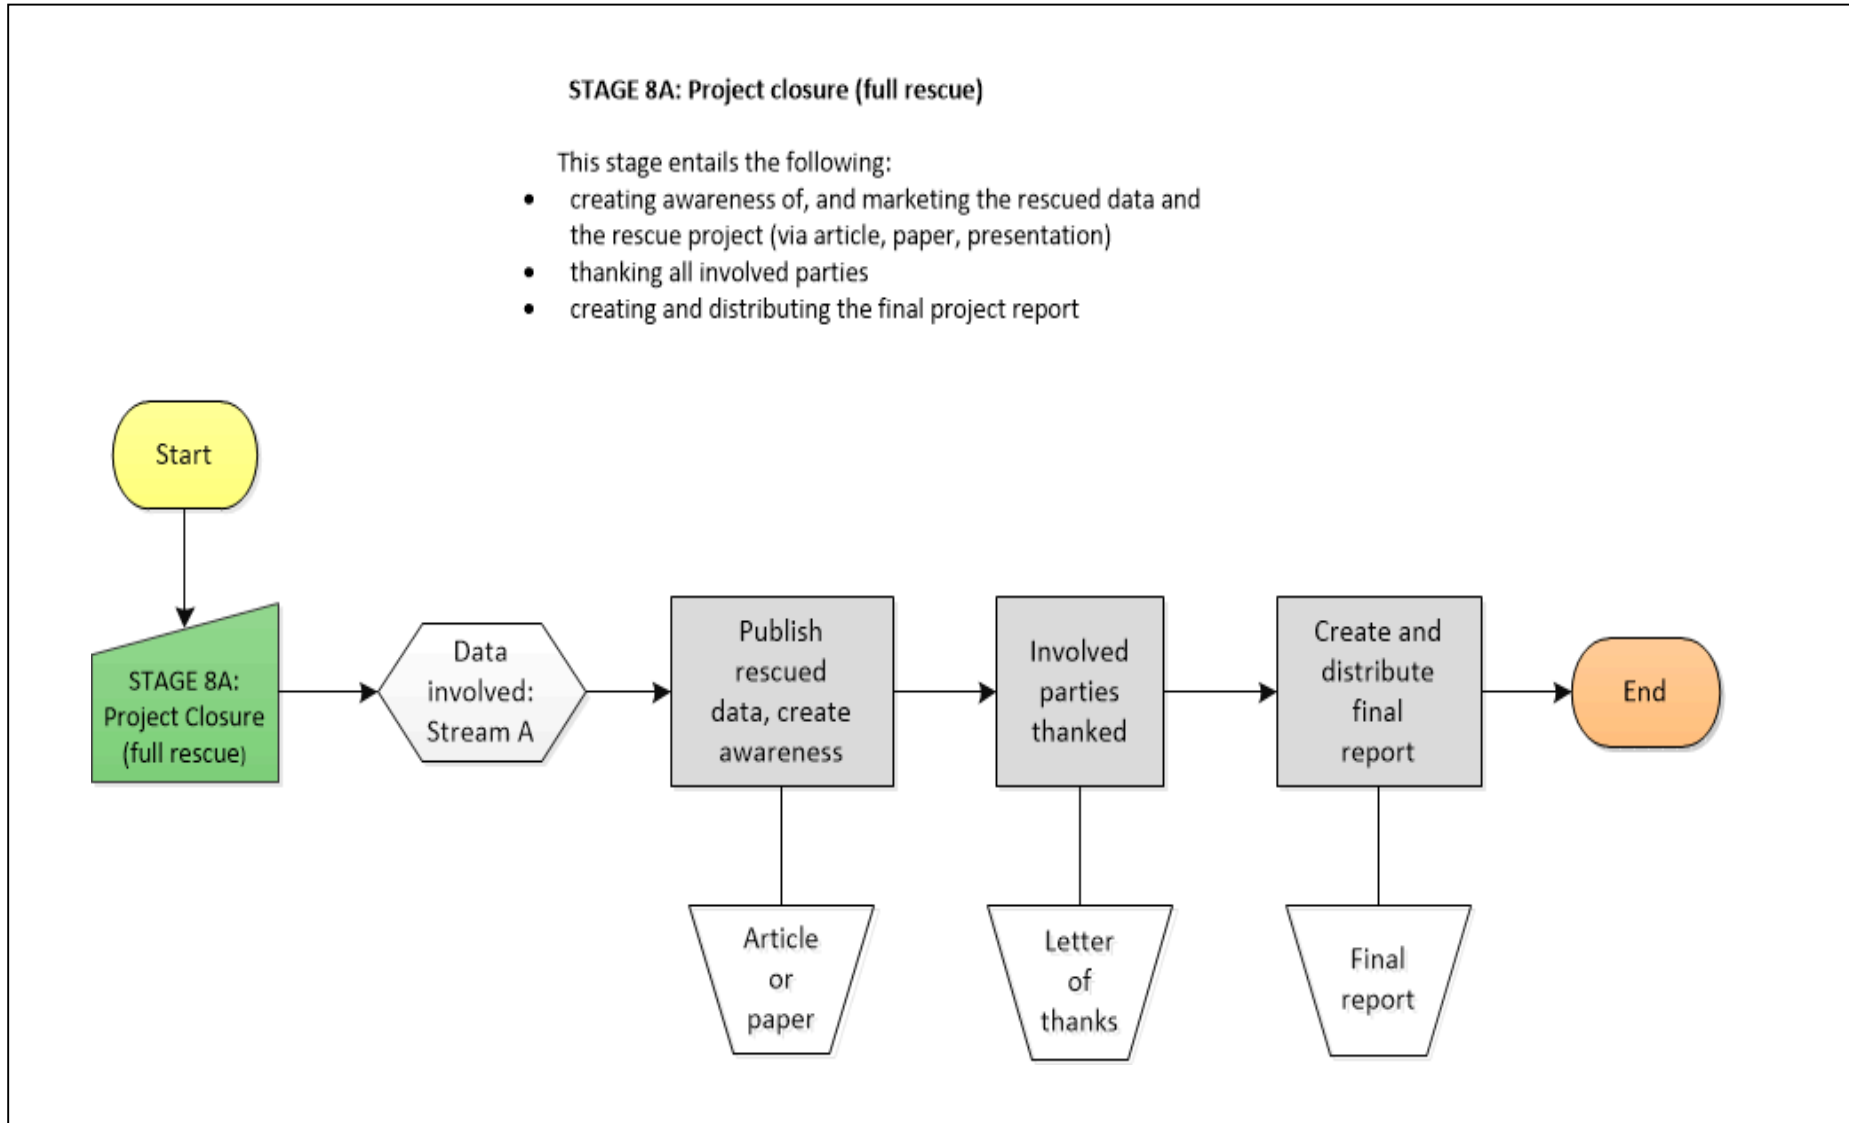 STAGE 8A: Project closure (full rescue)
This stage entails the following:
• creating awareness of, and marketing the rescued data and
the rescue project (via article, paper, presentation)
• thanking all involved parties
• creating and distributing the final project report
Start
STAGE 8A:
Project Closure
(full rescue)
Data
involved:
Stream A
Publish
rescued
data, create
awareness
Involved
parties
thanked
Create and
distribute
final
report
End
Article
or
paper
Letter
of
thanks
Final
report